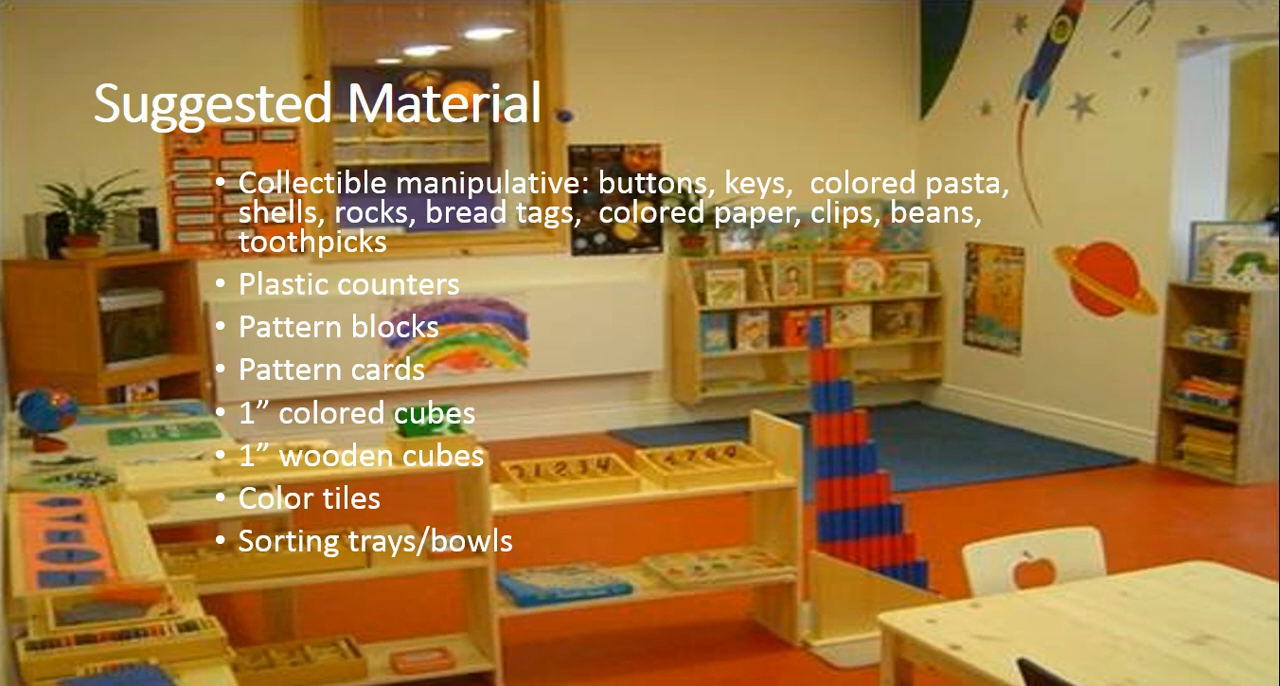 Suggested Material
• Collectible manipulative: buttons, keys,  colored pasta,
shells, rocks, bread tags,  colored paper, clips, beans,
toothpicks
• Plastic counters
• Pattern blocks
• Pattern cards
• 1” colored cubes
• 1” wooden cubes
• Color tiles
• Sorting trays/bowls